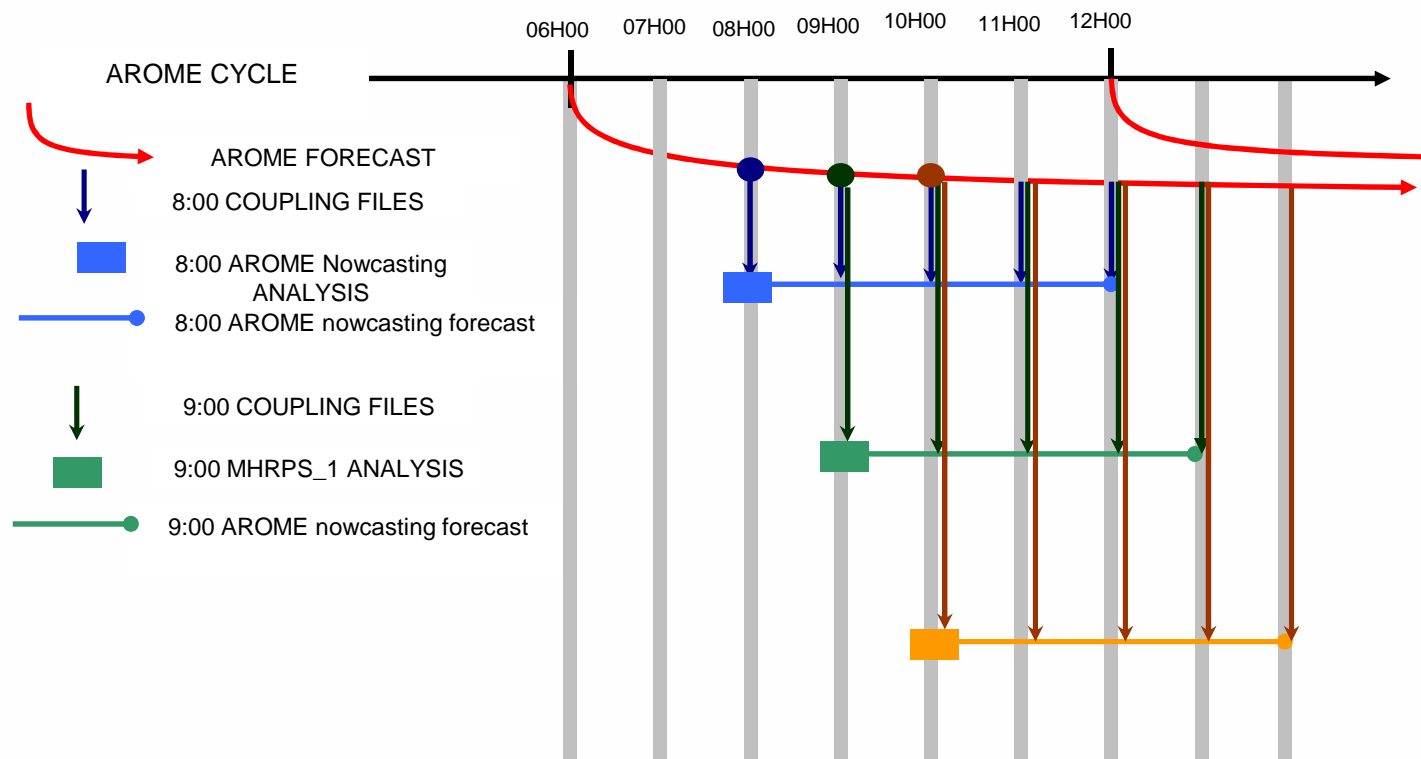 06H00
07H00
08H00
09H00
10H00
11H00
12H00
AROME CYCLE
AROME FORECAST
8:00 COUPLING FILES
8:00 AROME Nowcasting
ANALYSIS
8:00 AROME nowcasting forecast
9:00 COUPLING FILES
9:00 MHRPS_1 ANALYSIS
9:00 AROME nowcasting forecast